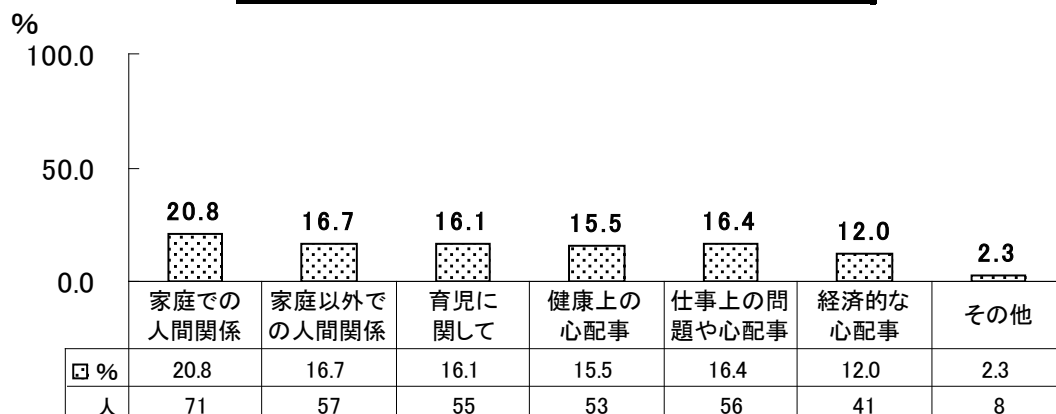 %
100.0
50.0
0.0
20.8
16.7
16.1
15.5
16.4
12.0
2.3
家庭での
人間関係
家庭以外で
の人間関係
育児に
関して
健康上の
心配事
仕事上の問
題や心配事
経済的な
心配事
その他
% 20.8 16.7 16.1 15.5 16.4 12.0 2.3
人 71 57 55 53 56 41 8